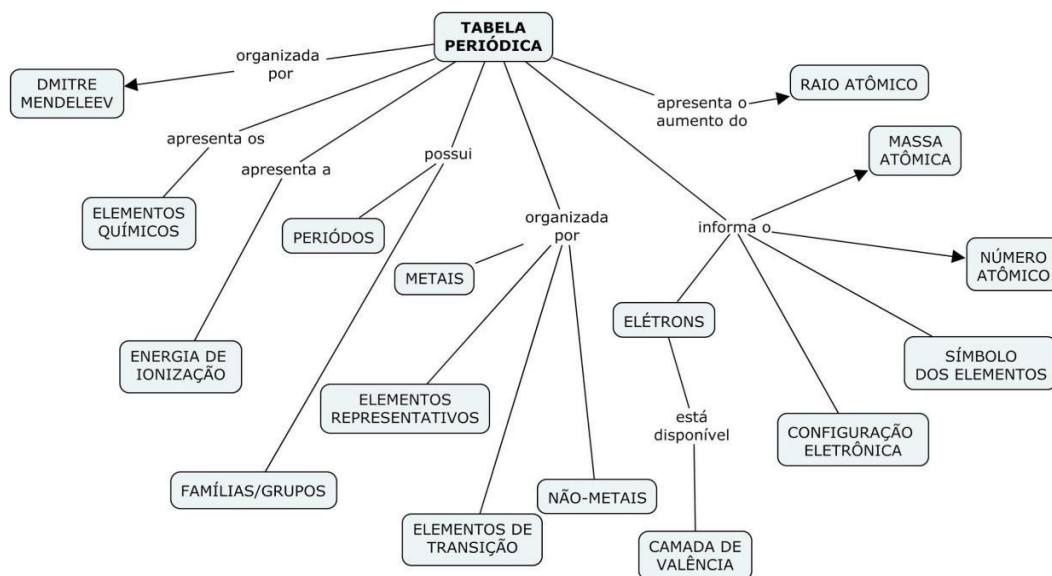 TABELA
PERIÓDICA
organizada
por
DMITRE
MENDELEEV
apresenta o
aumento do
RAIO ATÔMICO
apresenta os
ELEMENTOS
QUÍMICOS
apresenta a
ENERGIA DE
IONIZAÇÃO
possui
PERIÓDOS
FAMÍLIAS/GRUPOS
organizada
por
METAIS
ELEMENTOS
REPRESENTATIVOS
ELEMENTOS DE
TRANSIÇÃO
NÃO-METAIS
informa o
MASSA
ATÔMICA
NÚMERO
ATÔMICO
SÍMBOLO
DOS ELEMENTOS
CONFIGURAÇÃO
ELETRÔNICA
ELÉTRONS
está
disponível
CAMADA DE
VALÊNCIA